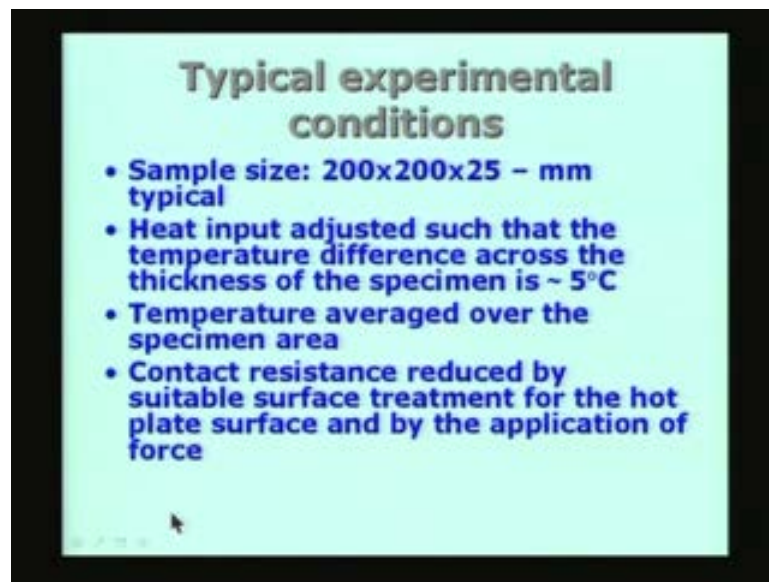 Typical experimental
conditions
• Sample size: 200x200x25 – mm
typical
• Heat input adjusted such that the
temperature difference across the
thickness of the specimen is ~ 5°C
• Temperature averaged over the
specimen area
• Contact resistance reduced by
suitable surface treatment for the hot
plate surface and by the application of
force